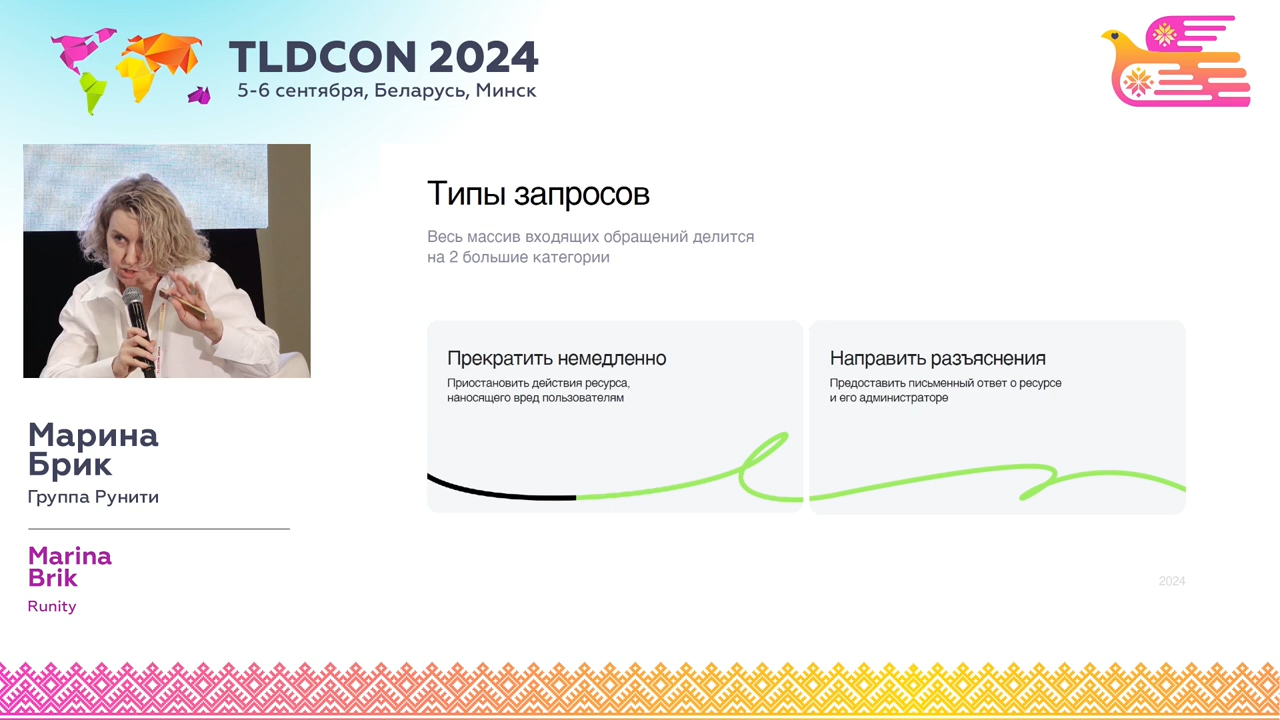 TLDCON 2024
5-6 сентября, Беларусь, Минск
Марина
Брик
Группа Рунити
Marina
Brik
Runity
Типы запросов
Весь массив входящих обращений делится
на 2 большие категории
Прекратить немедленно
Приостановить действия ресурса,
наносящего вред пользователям
Направить разъяснения
Предоставить письменный ответ о ресурсе
и его администраторе
2024